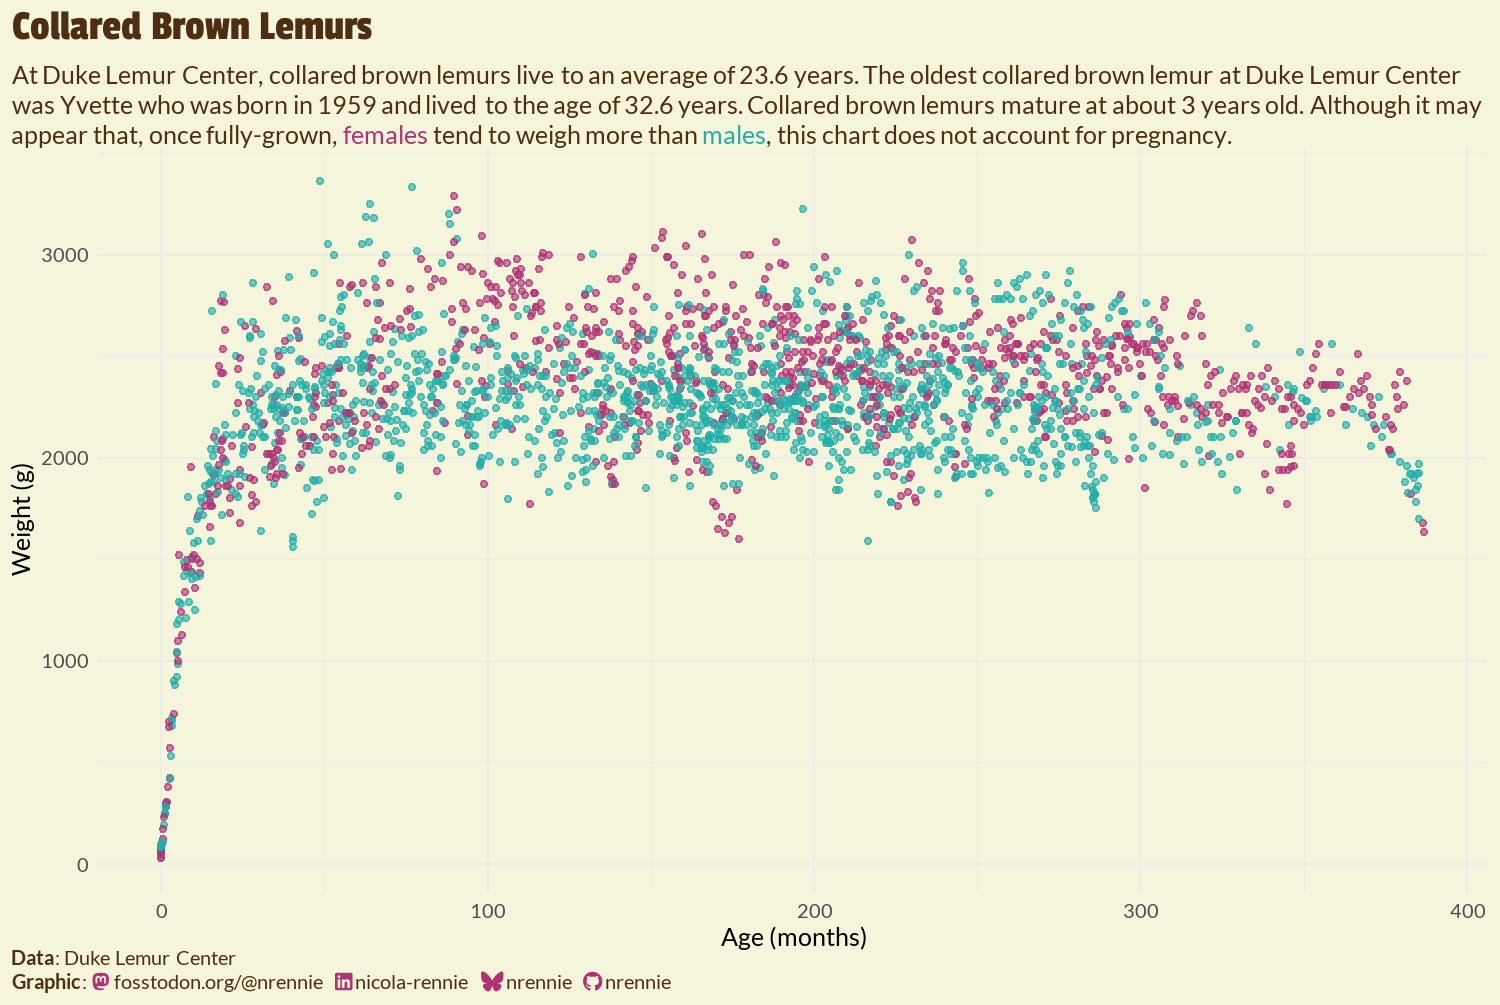 Collared Brown Lemurs
At Duke Lemur Center, collared brown lemurs live to an average of 23.6 years. The oldest collared brown lemur at Duke Lemur Center
was Yvette who was born in 1959 and lived to the age of 32.6 years. Collared brown lemurs mature at about 3 years old. Although it may
appear that, once fully-grown, females tend to weigh more than males, this chart does not account for pregnancy.
3000
2000
1000
0
Weight (g)
0 100 200 300 400
Age (months)
Data: Duke Lemur Center
Graphic: fosstodon.org/@nrennie nicola-rennie nrennie nrennie